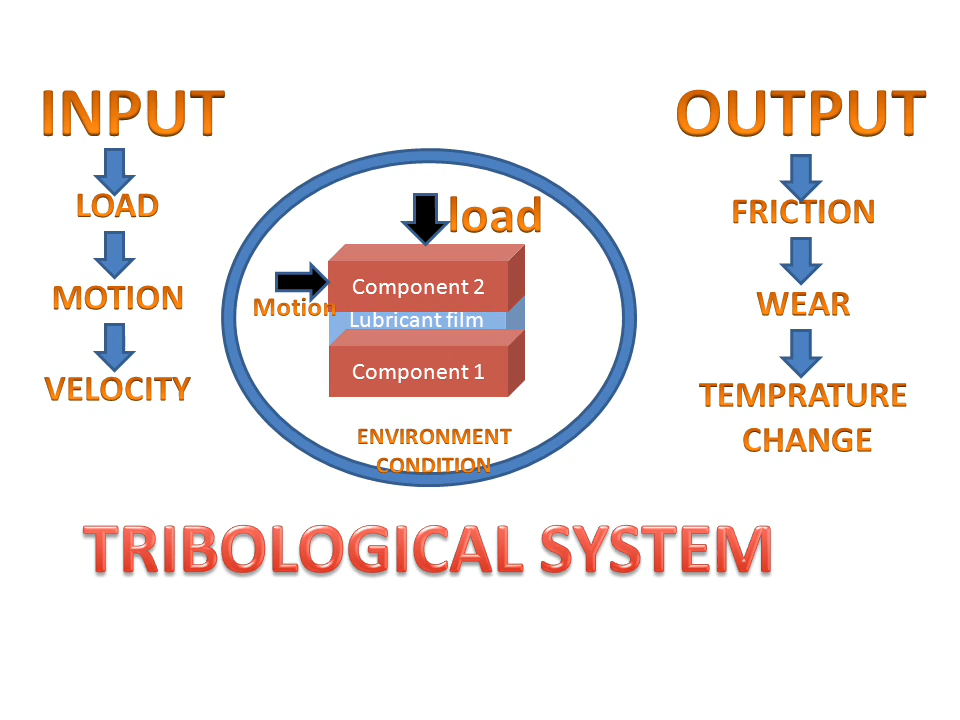 INPUT
LOAD
MOTION
VELOCITY
load
Motion
Component 2
Lubricant film
Component 1
ENVIRONMENT
CONDITION
OUTPUT
FRICTION
WEAR
TEMPRATURE
CHANGE
TRIBOLOGICAL SYSTEM